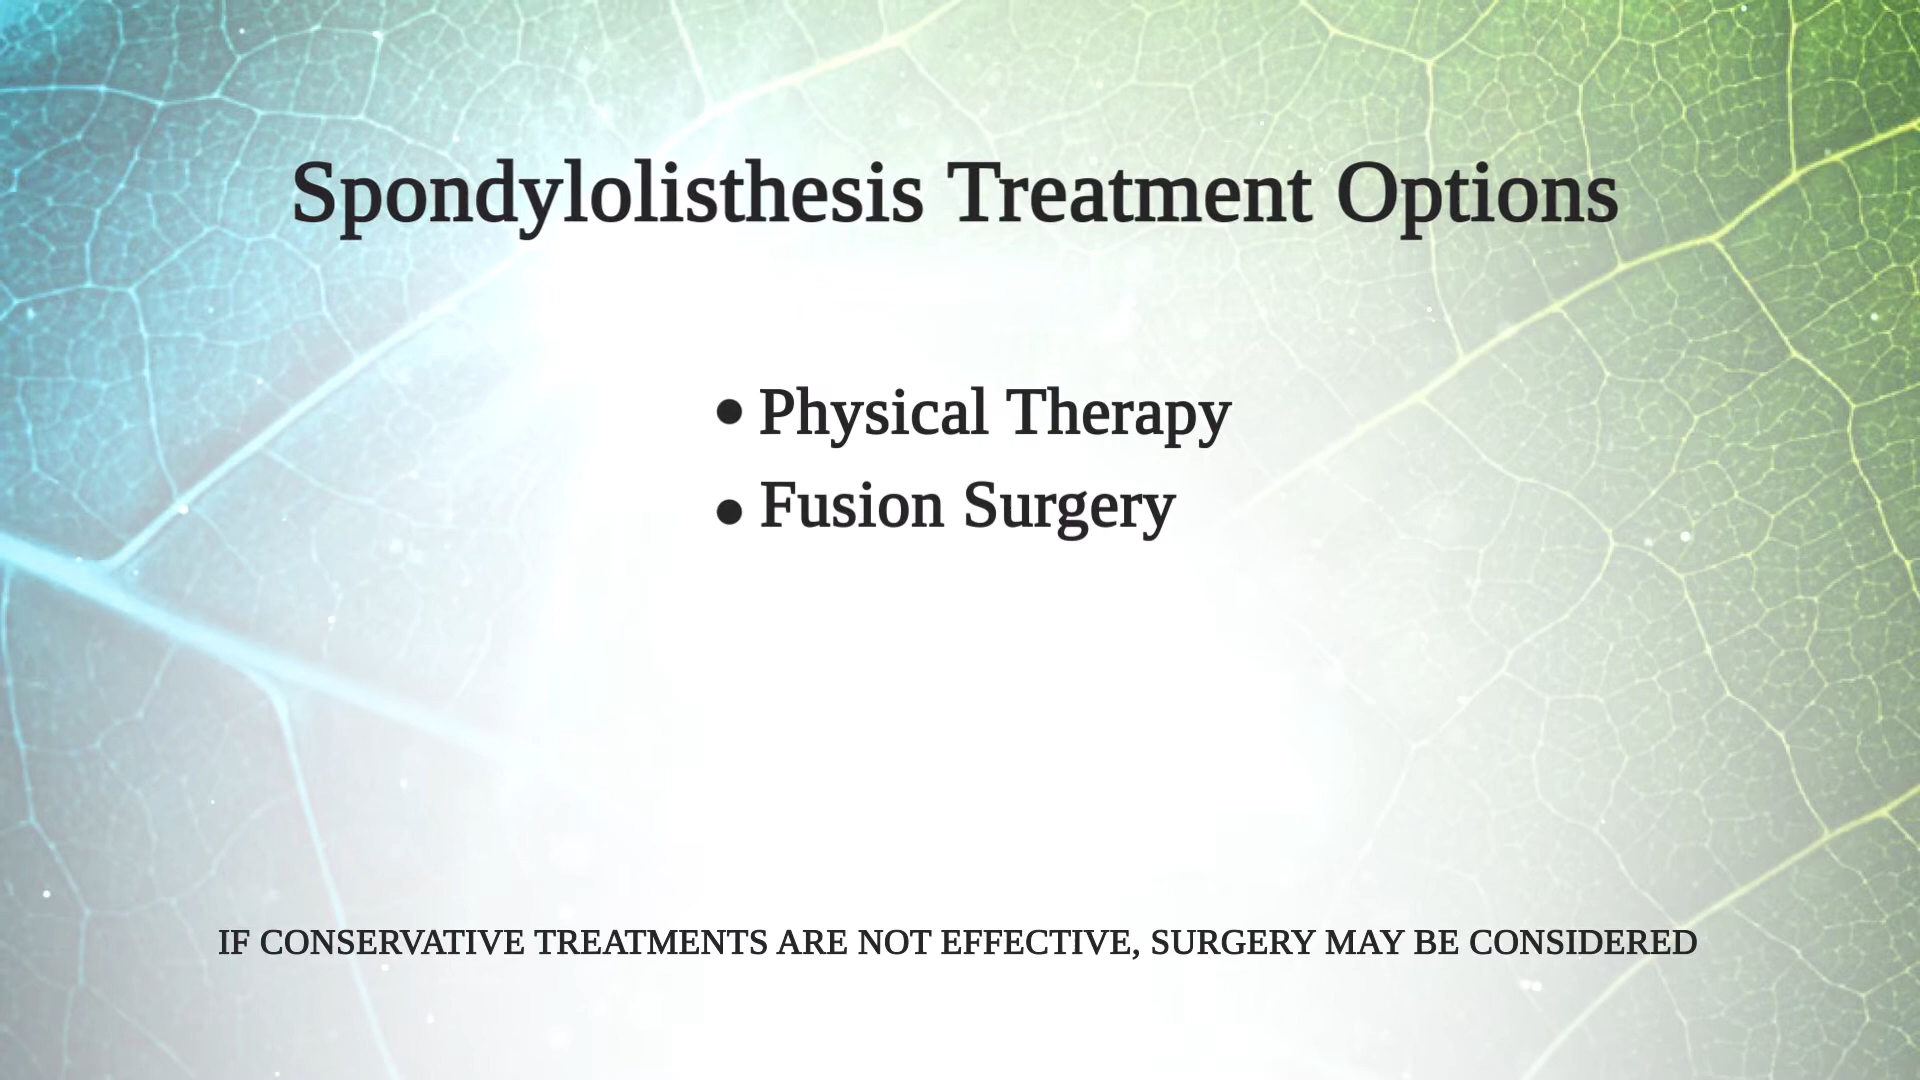 Spondylolisthesis Treatment Options
• Physical Therapy
• Fusion Surgery
IF CONSERVATIVE TREATMENTS ARE NOT EFFECTIVE, SURGERY MAY BE CONSIDERED